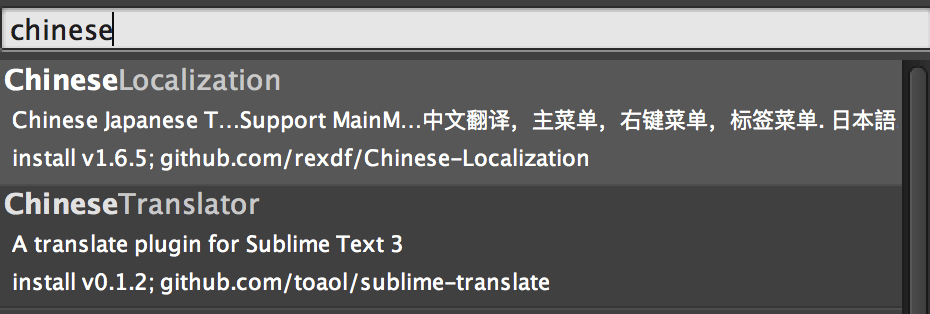 chinese
ChineseLocalization
Chinese Japanese T...Support MainM...中文翻译，主菜单，右键菜单，标签菜单. 日本語
install v1.6.5; github.com/rexdf/Chinese-Localization
ChineseTranslator
A translate plugin for Sublime Text 3
install v0.1.2; github.com/toaol/sublime-translate